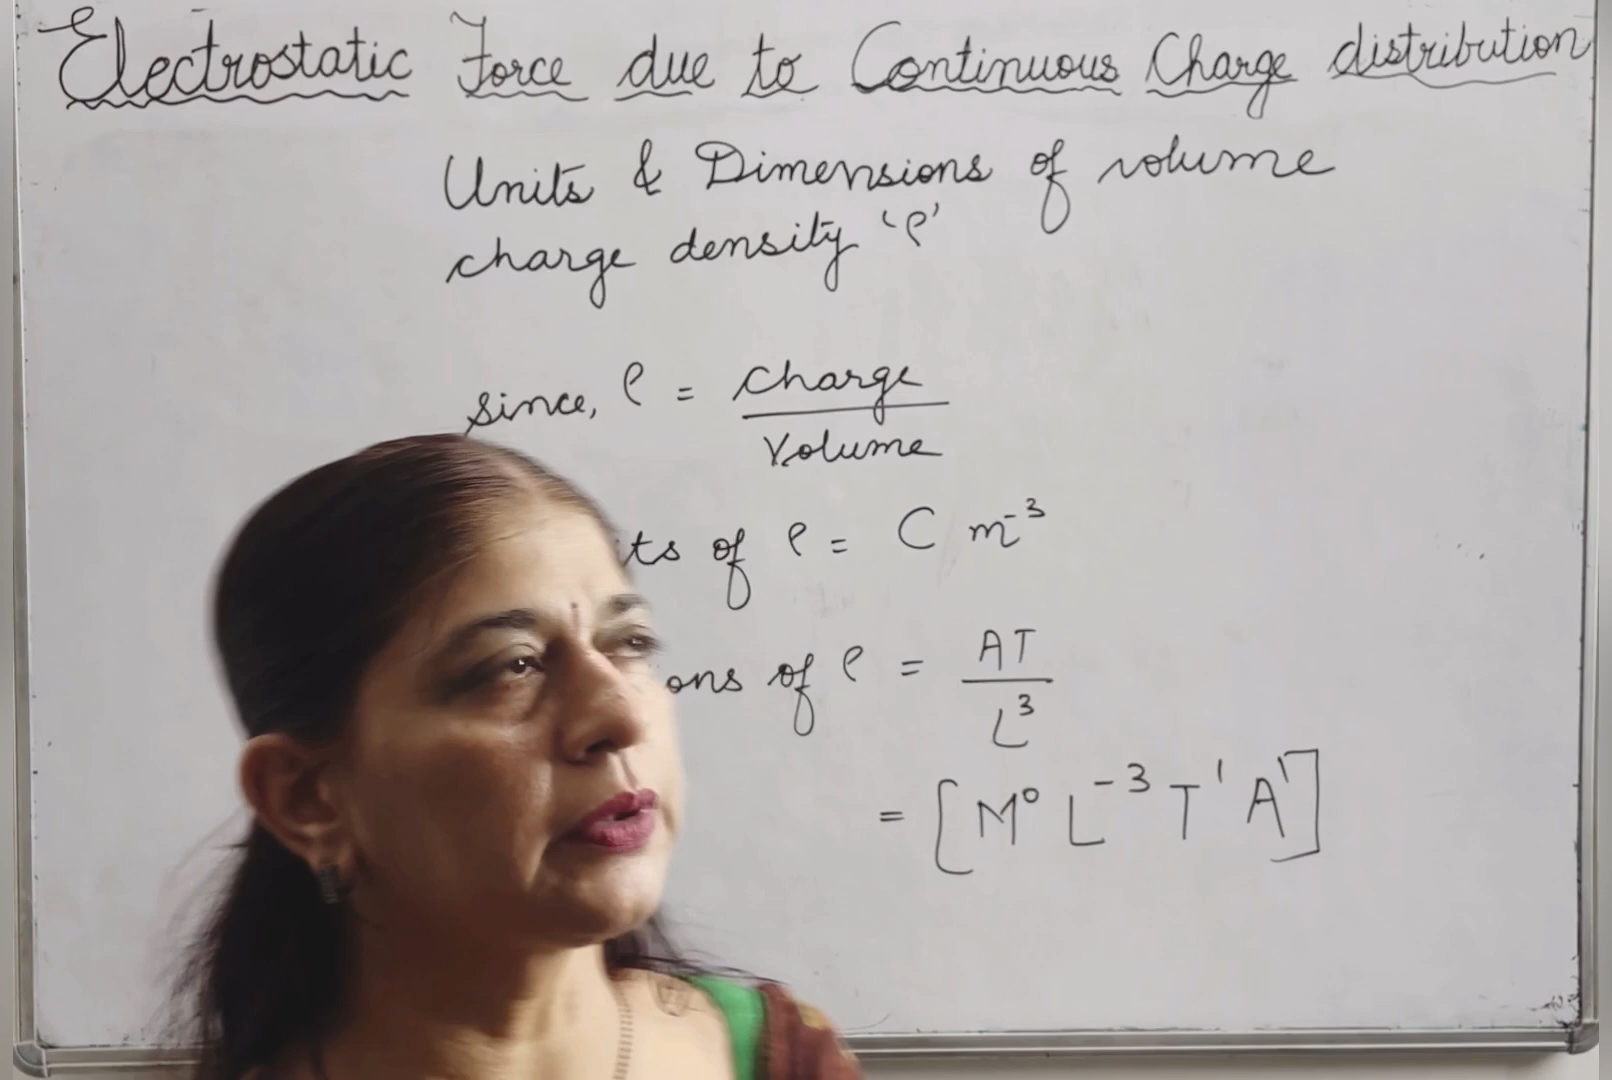 Electrostatic Force due to Continuous Charge distribution
Units & Dimensions of volume
charge density 'ρ'
since, ρ = charge / Volume
ts of ρ = C m⁻³
ons of ρ = AT / L³
= [M⁰ L⁻³ T¹ A¹]